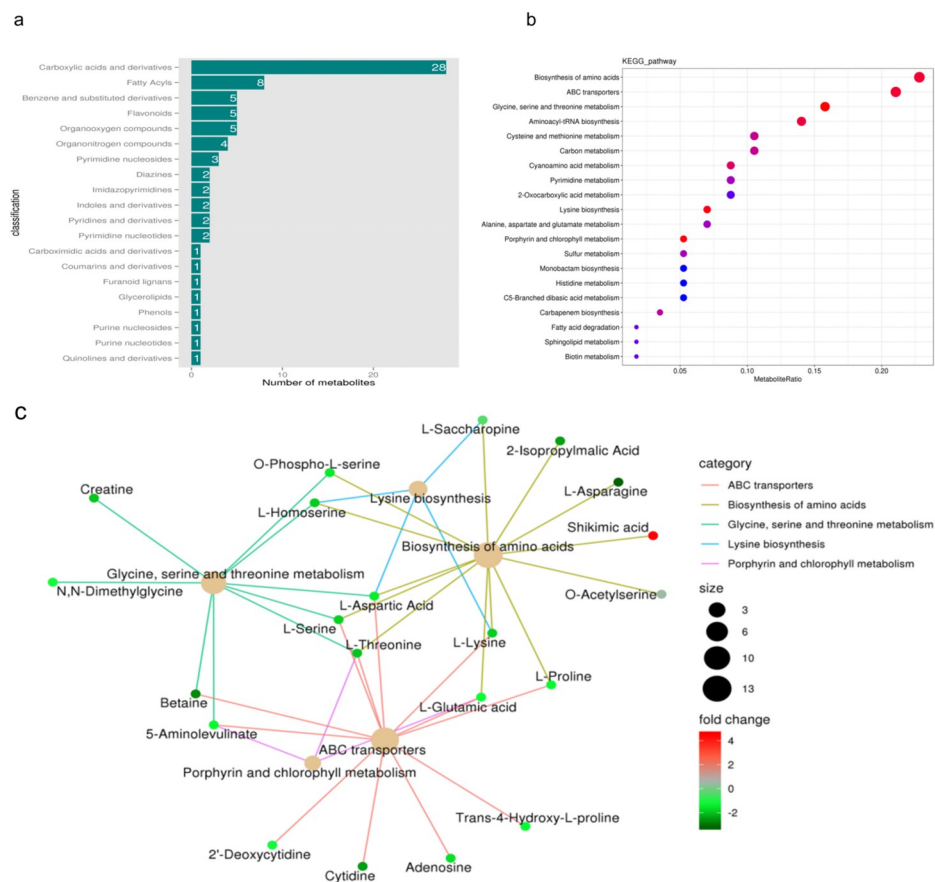 a
Carboxylic acids and derivatives 28
Fatty Acyls 8
Benzene and substituted derivatives 5
Flavonoids 5
Organooxygen compounds 5
Organonitrogen compounds 4
Pyrimidine nucleosides 3
Diazines 2
Imidazopyrimidines 2
Indoles and derivatives 2
Pyridines and derivatives 2
Pyrimidine nucleotides 2
Carboximidic acids and derivatives 1
Coumarins and derivatives 1
Furanoid lignans 1
Glycerolipids 1
Phenols 1
Purine nucleosides 1
Purine nucleotides 1
Quinolines and derivatives 1
classification
0 20
Number of metabolites
b
KEGG_pathway
Biosynthesis of amino acids
ABC transporters
Glycine, serine and threonine metabolism
Aminoacyl-tRNA biosynthesis
Cysteine and methionine metabolism
Carbon metabolism
Cyanoamino acid metabolism
Pyrimidine metabolism
2-Oxocarboxylic acid metabolism
Lysine biosynthesis
Alanine, aspartate and glutamate metabolism
Porphyrin and chlorophyll metabolism
Sulfur metabolism
Monobactam biosynthesis
Histidine metabolism
C5-Branched dibasic acid metabolism
Carbapenem biosynthesis
Fatty acid degradation
Sphingolipid metabolism
Biotin metabolism
0.05 0.10 0.15 0.20
MetaboliteRatio
c
L-Saccharopine
2-Isopropylmalic Acid
O-Phospho-L-serine
Creatine
Lysine biosynthesis
L-Asparagine
L-Homoserine
Shikimic acid
Biosynthesis of amino acids
Glycine, serine and threonine metabolism
N,N-Dimethylglycine
O-Acetylserine
L-Aspartic Acid
L-Serine
L-Threonine
L-Lysine
L-Proline
Betaine
L-Glutamic acid
5-Aminolevulinate
ABC transporters
Porphyrin and chlorophyll metabolism
Trans-4-Hydroxy-L-proline
2'-Deoxycytidine
Cytidine
Adenosine
category
ABC transporters
Biosynthesis of amino acids
Glycine, serine and threonine metabolism
Lysine biosynthesis
Porphyrin and chlorophyll metabolism
size
3
6
10
13
fold change
4
2
0
-2